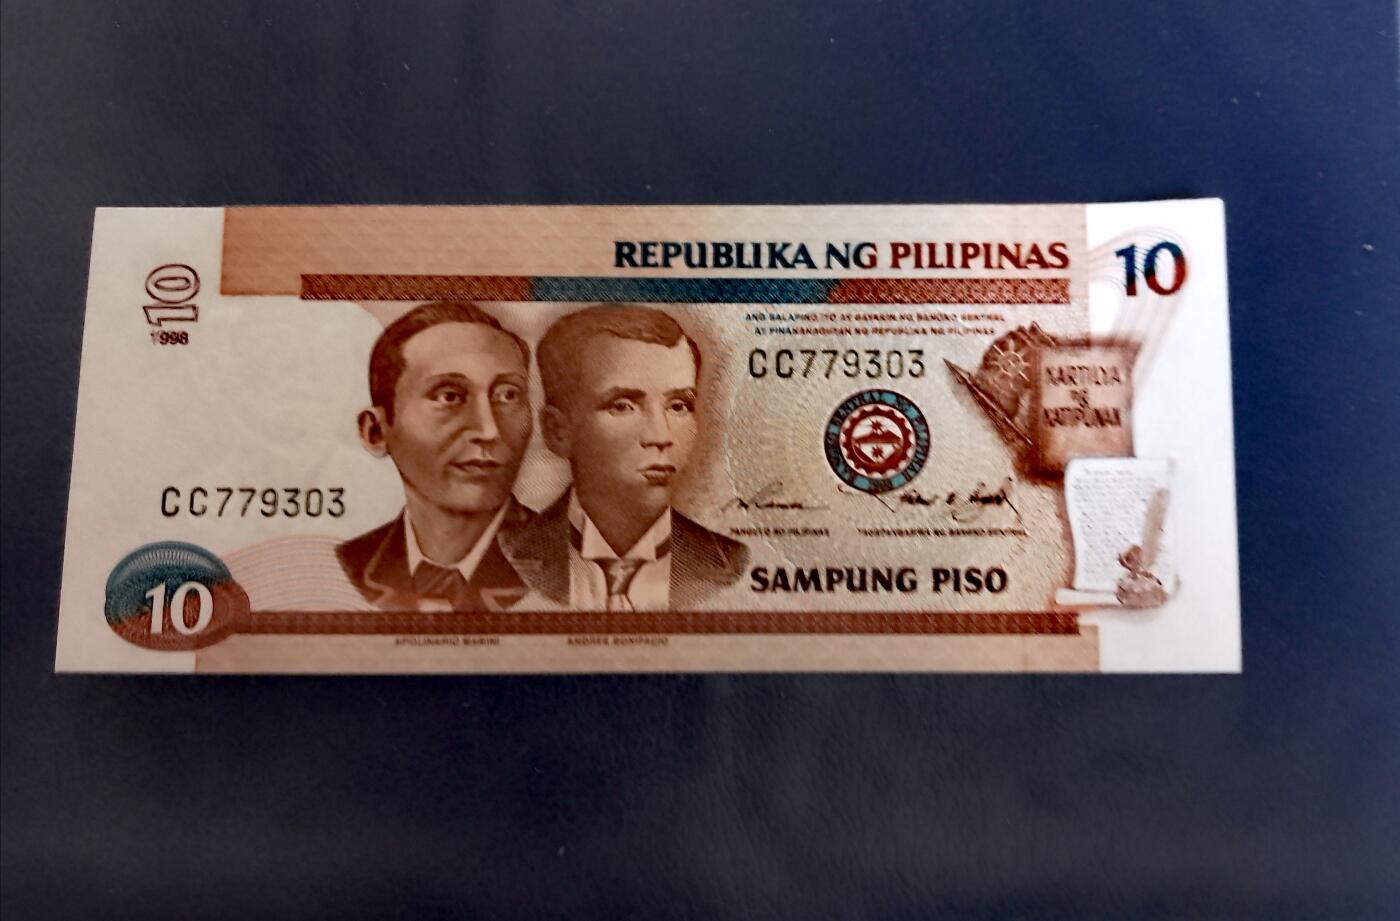 REPUBLIKA NG PILIPINAS
10
10
1998
ANG SALAPING ITO AY BAYARIN NG BANGKO SENTRAL
AT PINANANAGUTAN NG REPUBLIKA NG PILIPINAS
CC779303
KARTILYA
NG
KATIPUNAN
CC779303
PANGULO NG PILIPINAS
TAGAPANGASIWA NG BANGKO SENTRAL
SAMPUNG PISO
10
APOLINARIO MABINI
ANDRES BONIFACIO